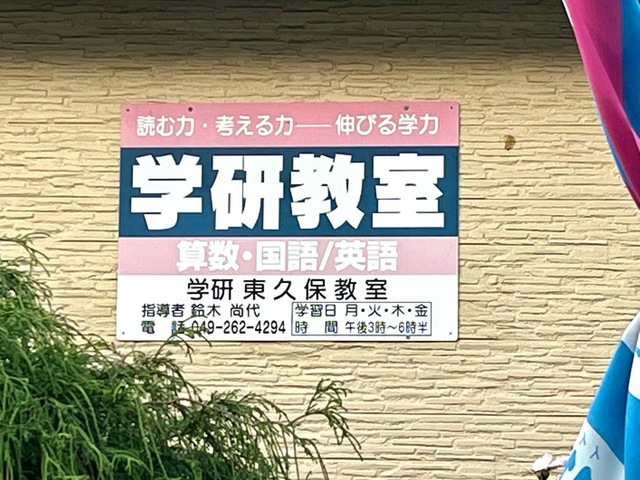 読む力・考える力──伸びる学力
学研教室
算数・国語/英語
学研 東久保教室
指導者 鈴木 尚代
電 話 049-262-4294
学習日 月・火・木・金
時 間 午後3時～6時半